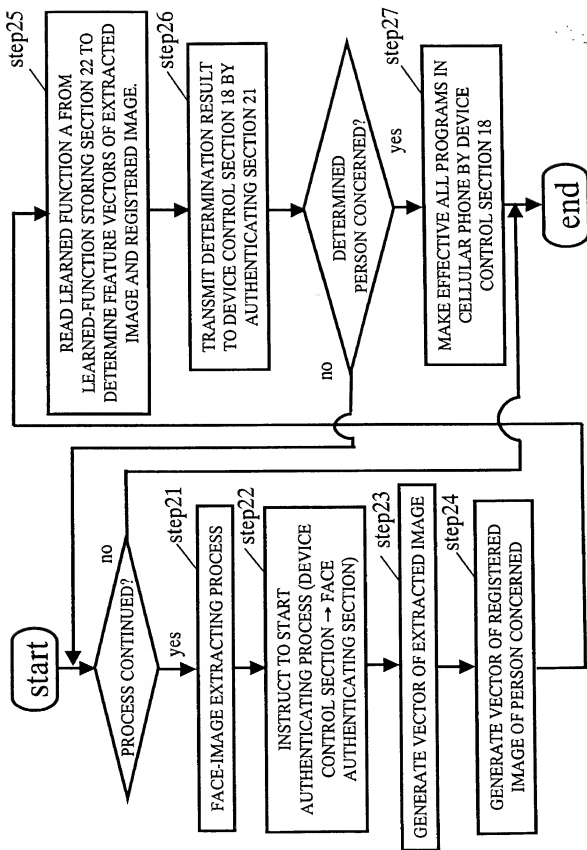 start
PROCESS CONTINUED?
no
yes
step21
FACE-IMAGE EXTRACTING PROCESS
step22
INSTRUCT TO START
AUTHENTICATING PROCESS (DEVICE
CONTROL SECTION → FACE
AUTHENTICATING SECTION)
step23
GENERATE VECTOR OF EXTRACTED IMAGE
step24
GENERATE VECTOR OF REGISTERED
IMAGE OF PERSON CONCERNED
step25
READ LEARNED FUNCTION A FROM
LEARNED-FUNCTION STORING SECTION 22 TO
DETERMINE FEATURE VECTORS OF EXTRACTED
IMAGE AND REGISTERED IMAGE.
step26
TRANSMIT DETERMINATION RESULT
TO DEVICE CONTROL SECTION 18 BY
AUTHENTICATING SECTION 21
DETERMINED
PERSON CONCERNED?
no
yes
step27
MAKE EFFECTIVE ALL PROGRAMS IN
CELLULAR PHONE BY DEVICE
CONTROL SECTION 18
end